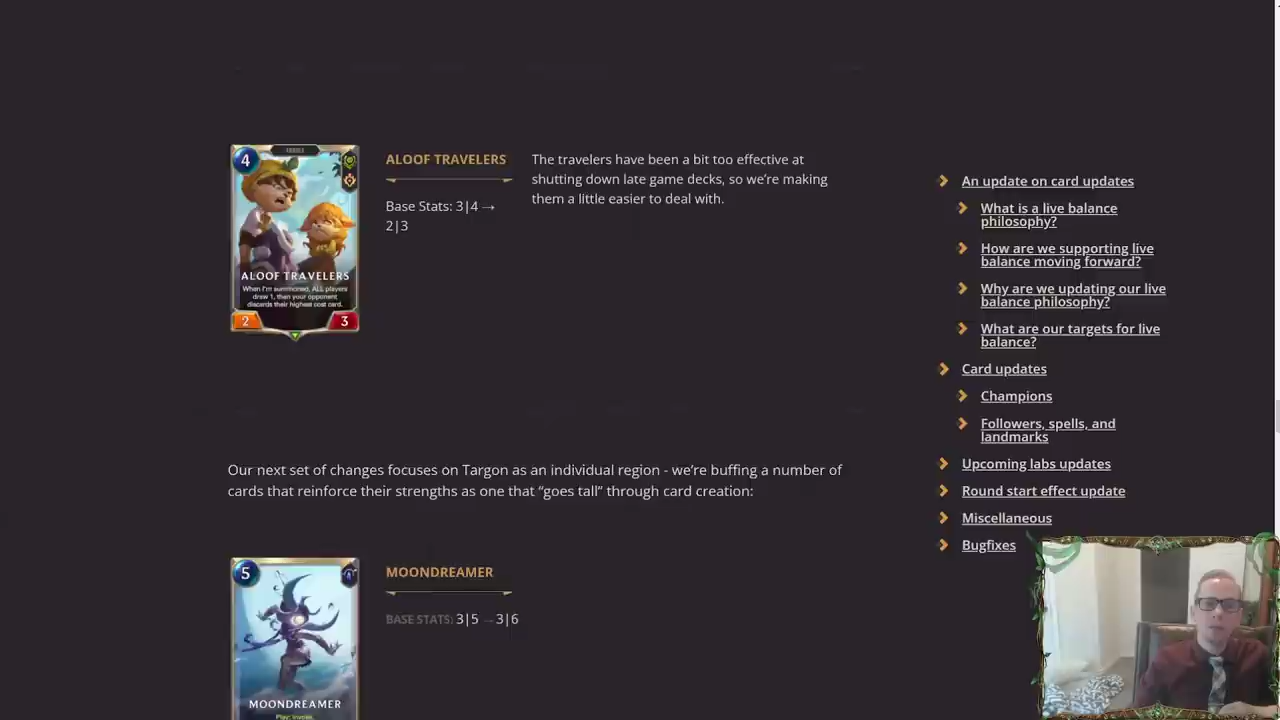 4
ALOOF TRAVELERS
When I'm summoned, ALL players
draw 1, then your opponent
discards their highest cost card.
2
3
ALOOF TRAVELERS
Base Stats: 3|4 →
2|3
The travelers have been a bit too effective at
shutting down late game decks, so we're making
them a little easier to deal with.
Our next set of changes focuses on Targon as an individual region - we're buffing a number of
cards that reinforce their strengths as one that “goes tall” through card creation:
5
MOONDREAMER
Play: Invoke.
MOONDREAMER
BASE STATS: 3|5 → 3|6
An update on card updates
What is a live balance
philosophy?
How are we supporting live
balance moving forward?
Why are we updating our live
balance philosophy?
What are our targets for live
balance?
Card updates
Champions
Followers, spells, and
landmarks
Upcoming labs updates
Round start effect update
Miscellaneous
Bugfixes